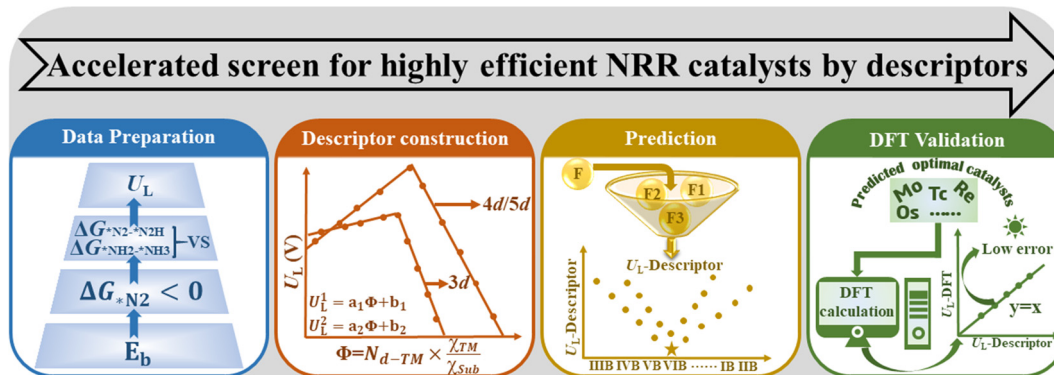 Accelerated screen for highly efficient NRR catalysts by descriptors
Data Preparation
U_L
ΔG*N2-*N2H
ΔG*NH2-*NH3
VS
ΔG*N2 < 0
E_b
Descriptor construction
U_L (V)
4d/5d
3d
U_L^1 = a_1Φ+b_1
U_L^2 = a_2Φ+b_2
Φ=N_{d-TM} × χ_TM/χ_Sub
Prediction
F
F2
F1
F3
U_L-Descriptor
U_L-Descriptor
IIIB IVB VB VIB ······ IB IIB
DFT Validation
Predicted optimal catalysts
Mo Tc Re
Os ······
Low error
DFT
calculation
U_L-DFT
y=x
U_L-Descriptor